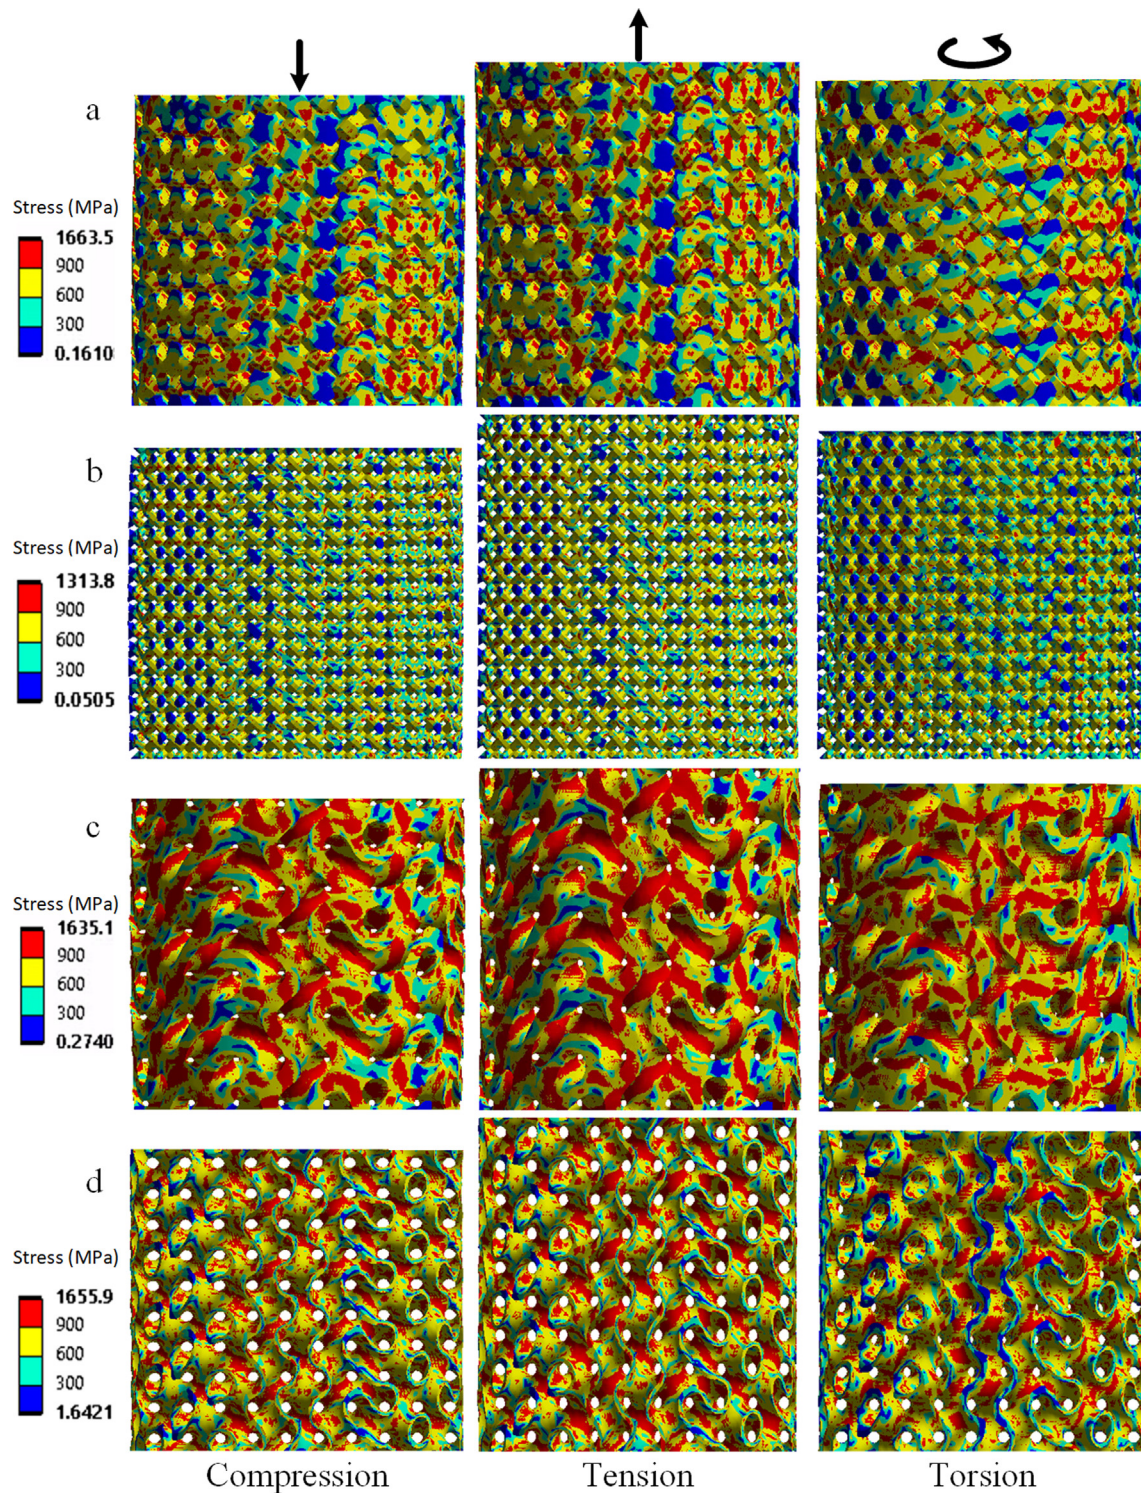 a
Stress (MPa)
1663.5
900
600
300
0.1610
b
Stress (MPa)
1313.8
900
600
300
0.0505
c
Stress (MPa)
1635.1
900
600
300
0.2740
d
Stress (MPa)
1655.9
900
600
300
1.6421
Compression Tension Torsion